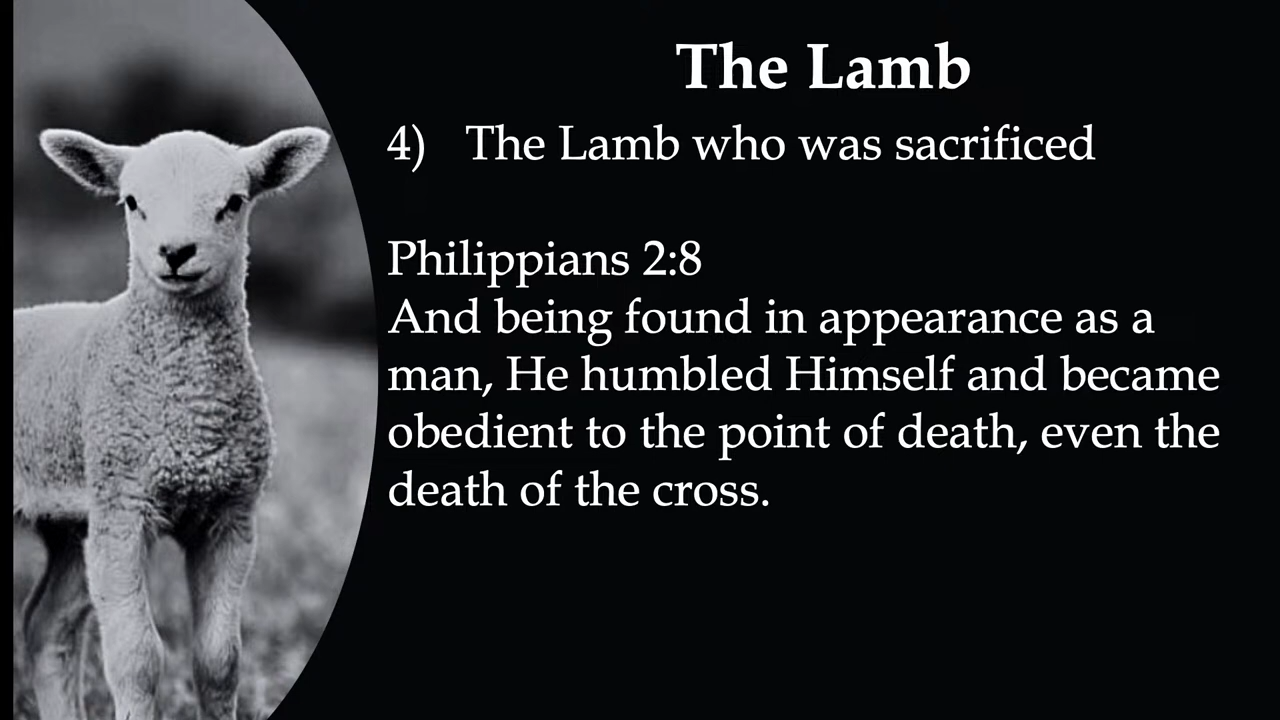 The Lamb
4) The Lamb who was sacrificed
Philippians 2:8
And being found in appearance as a
man, He humbled Himself and became
obedient to the point of death, even the
death of the cross.